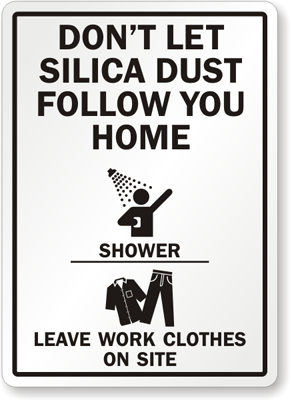 DON'T LET
SILICA DUST
FOLLOW YOU
HOME
SHOWER
LEAVE WORK CLOTHES
ON SITE